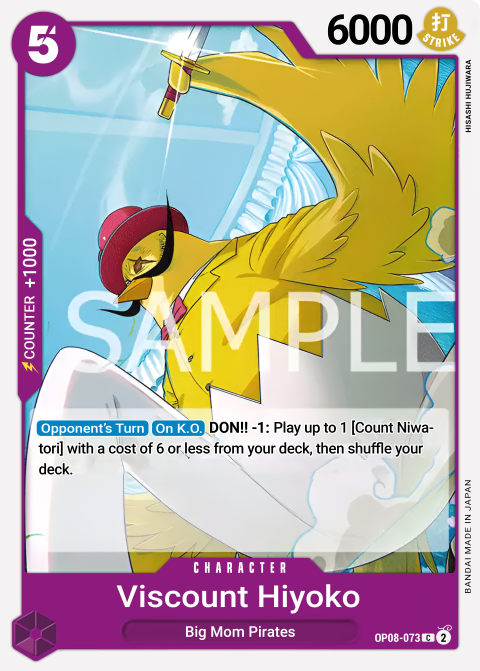 5
6000
打
STRIKE
HISASHI HUJIWARA
COUNTER +1000
SAMPLE
Opponent's Turn On K.O. DON!! -1: Play up to 1 [Count Niwa-
tori] with a cost of 6 or less from your deck, then shuffle your
deck.
BANDAI MADE IN JAPAN
CHARACTER
Viscount Hiyoko
Big Mom Pirates
OP08-073 C 2